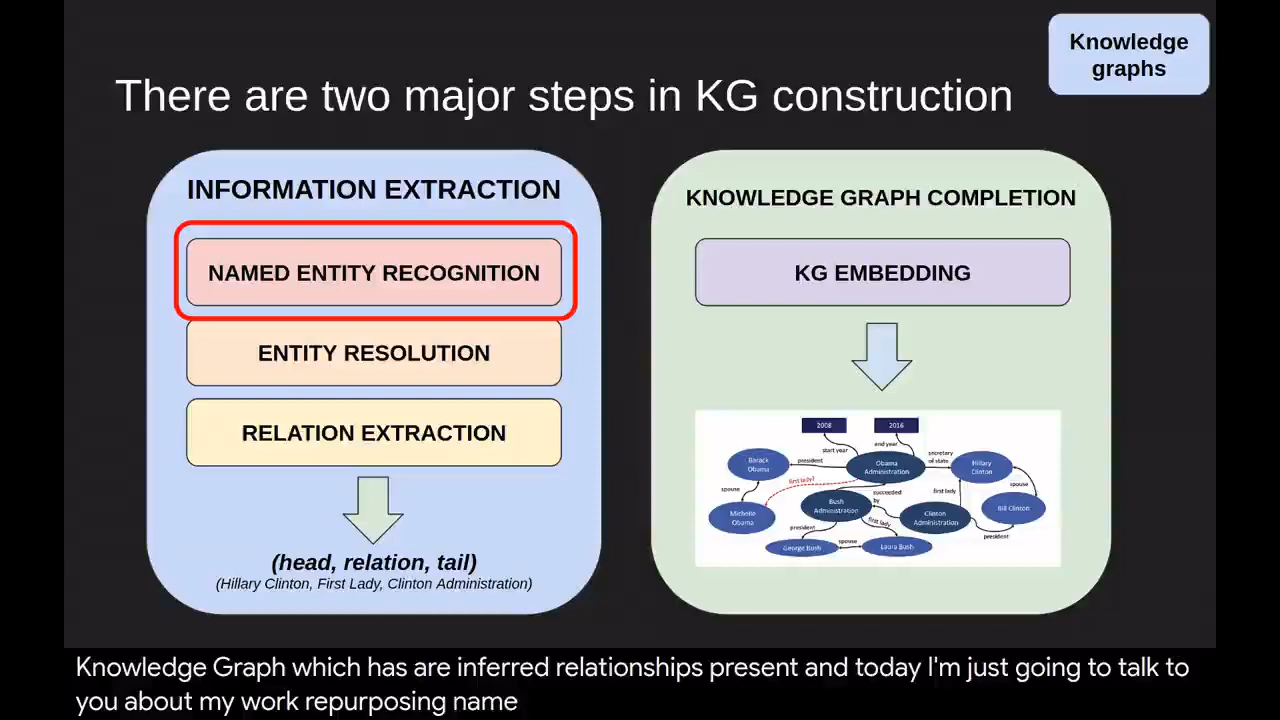 Knowledge
graphs
There are two major steps in KG construction
INFORMATION EXTRACTION
NAMED ENTITY RECOGNITION
ENTITY RESOLUTION
RELATION EXTRACTION
(head, relation, tail)
(Hillary Clinton, First Lady, Clinton Administration)
KNOWLEDGE GRAPH COMPLETION
KG EMBEDDING
2008
2016
start year
end year
Barack
Obama
president
Obama
Administration
secretary
of state
Hillary
Clinton
spouse
first lady?
succeeded
by
first lady
spouse
Michelle
Obama
Bush
Administration
Clinton
Administration
Bill Clinton
president
first lady
president
George Bush
spouse
Laura Bush
Knowledge Graph which has are inferred relationships present and today I'm just going to talk to
you about my work repurposing name